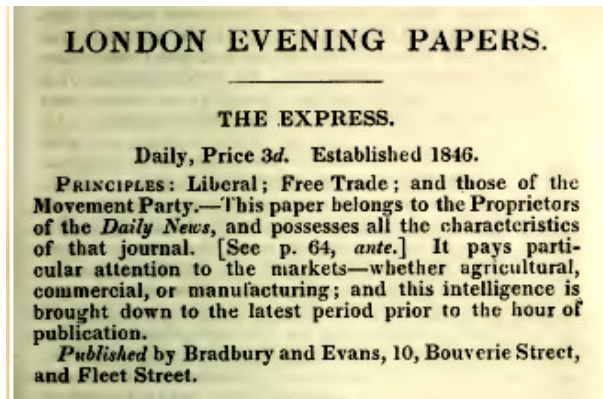 LONDON EVENING PAPERS.
THE EXPRESS.
Daily, Price 3d. Established 1846.
PRINCIPLES: Liberal; Free Trade; and those of the
Movement Party.—This paper belongs to the Proprietors
of the Daily News, and possesses all the characteristics
of that journal. [See p. 64, ante.] It pays parti-
cular attention to the markets—whether agricultural,
commercial, or manufacturing; and this intelligence is
brought down to the latest period prior to the hour of
publication.
Published by Bradbury and Evans, 10, Bouverie Street,
and Fleet Street.